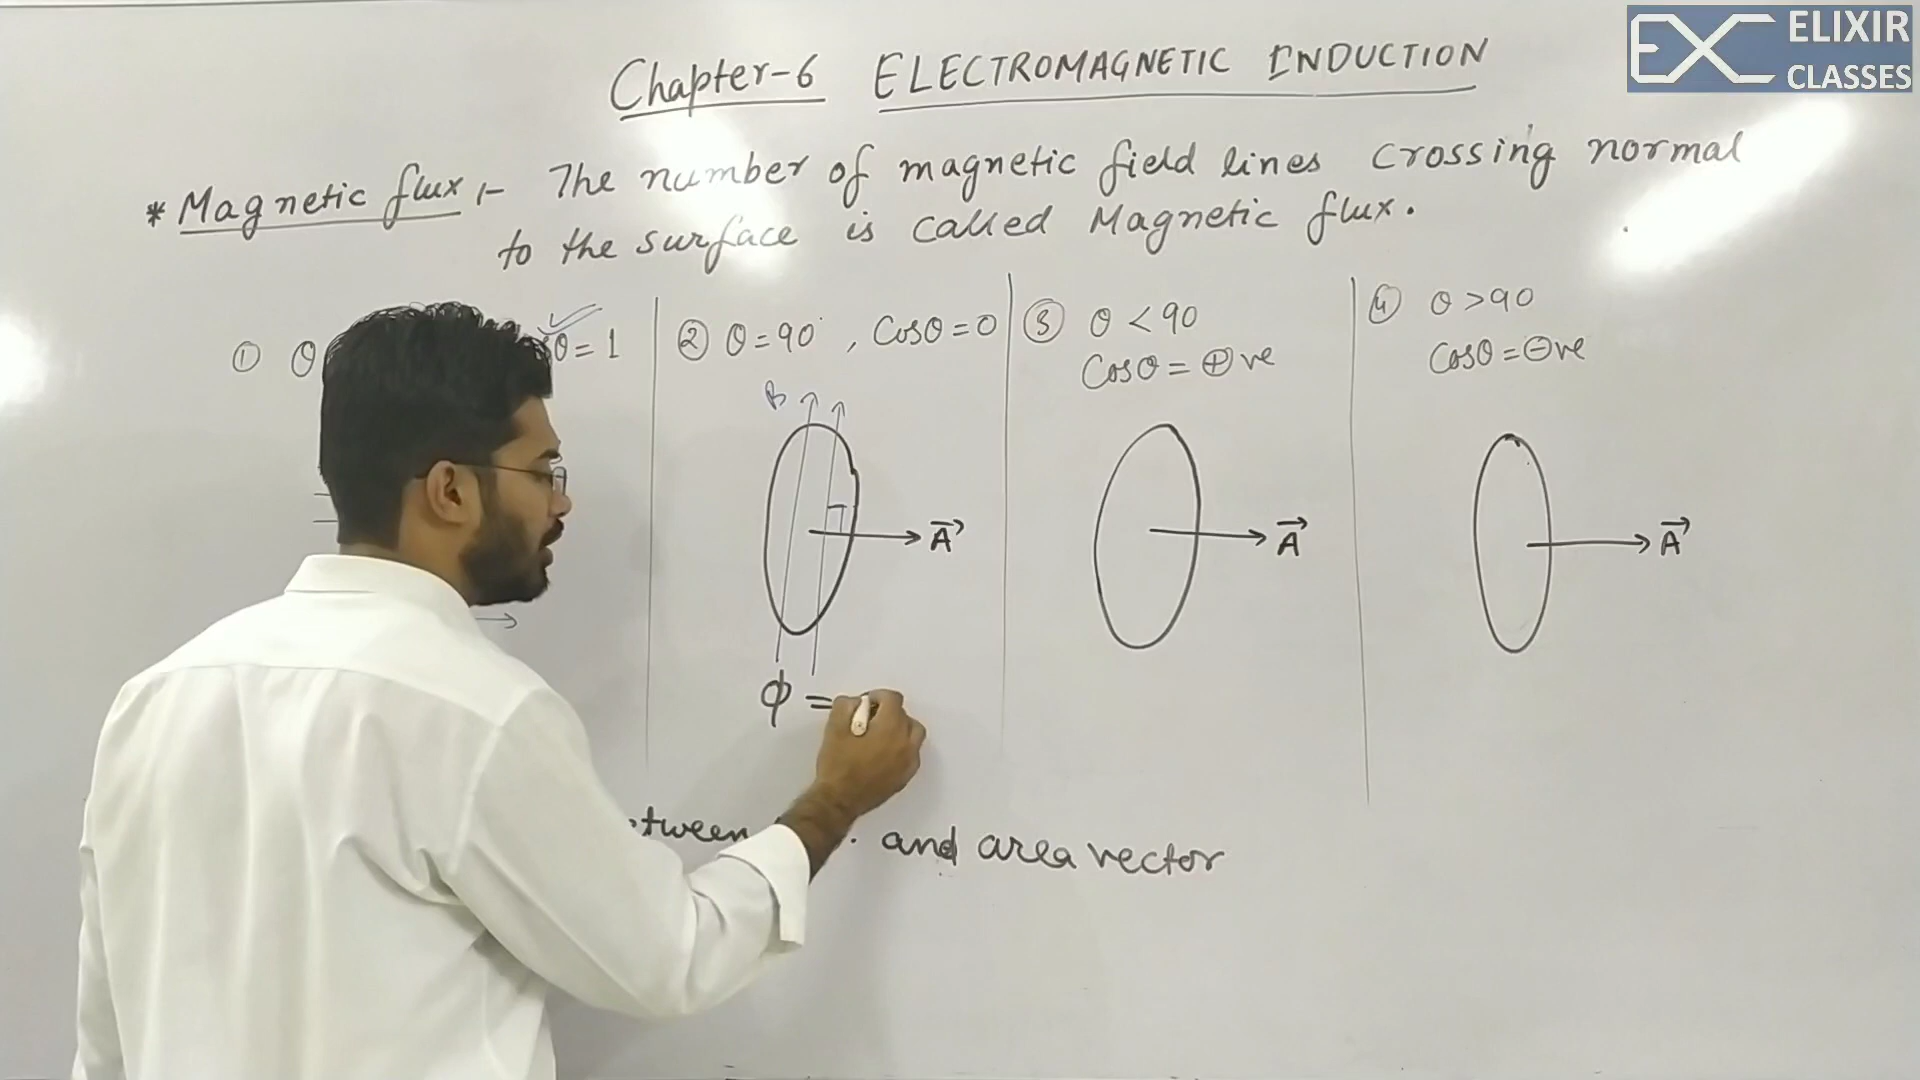 ELIXIR
CLASSES
Chapter-6 ELECTROMAGNETIC INDUCTION
* Magnetic flux :- The number of magnetic field lines crossing normal
to the surface is called Magnetic flux.
① θ θ = 1
② θ = 90° , Cosθ = 0
B
A⃗
ϕ =
③ θ < 90
Cosθ = ⊕ve
A⃗
④ θ > 90
Cosθ = ⊖ve
A⃗
and area vector